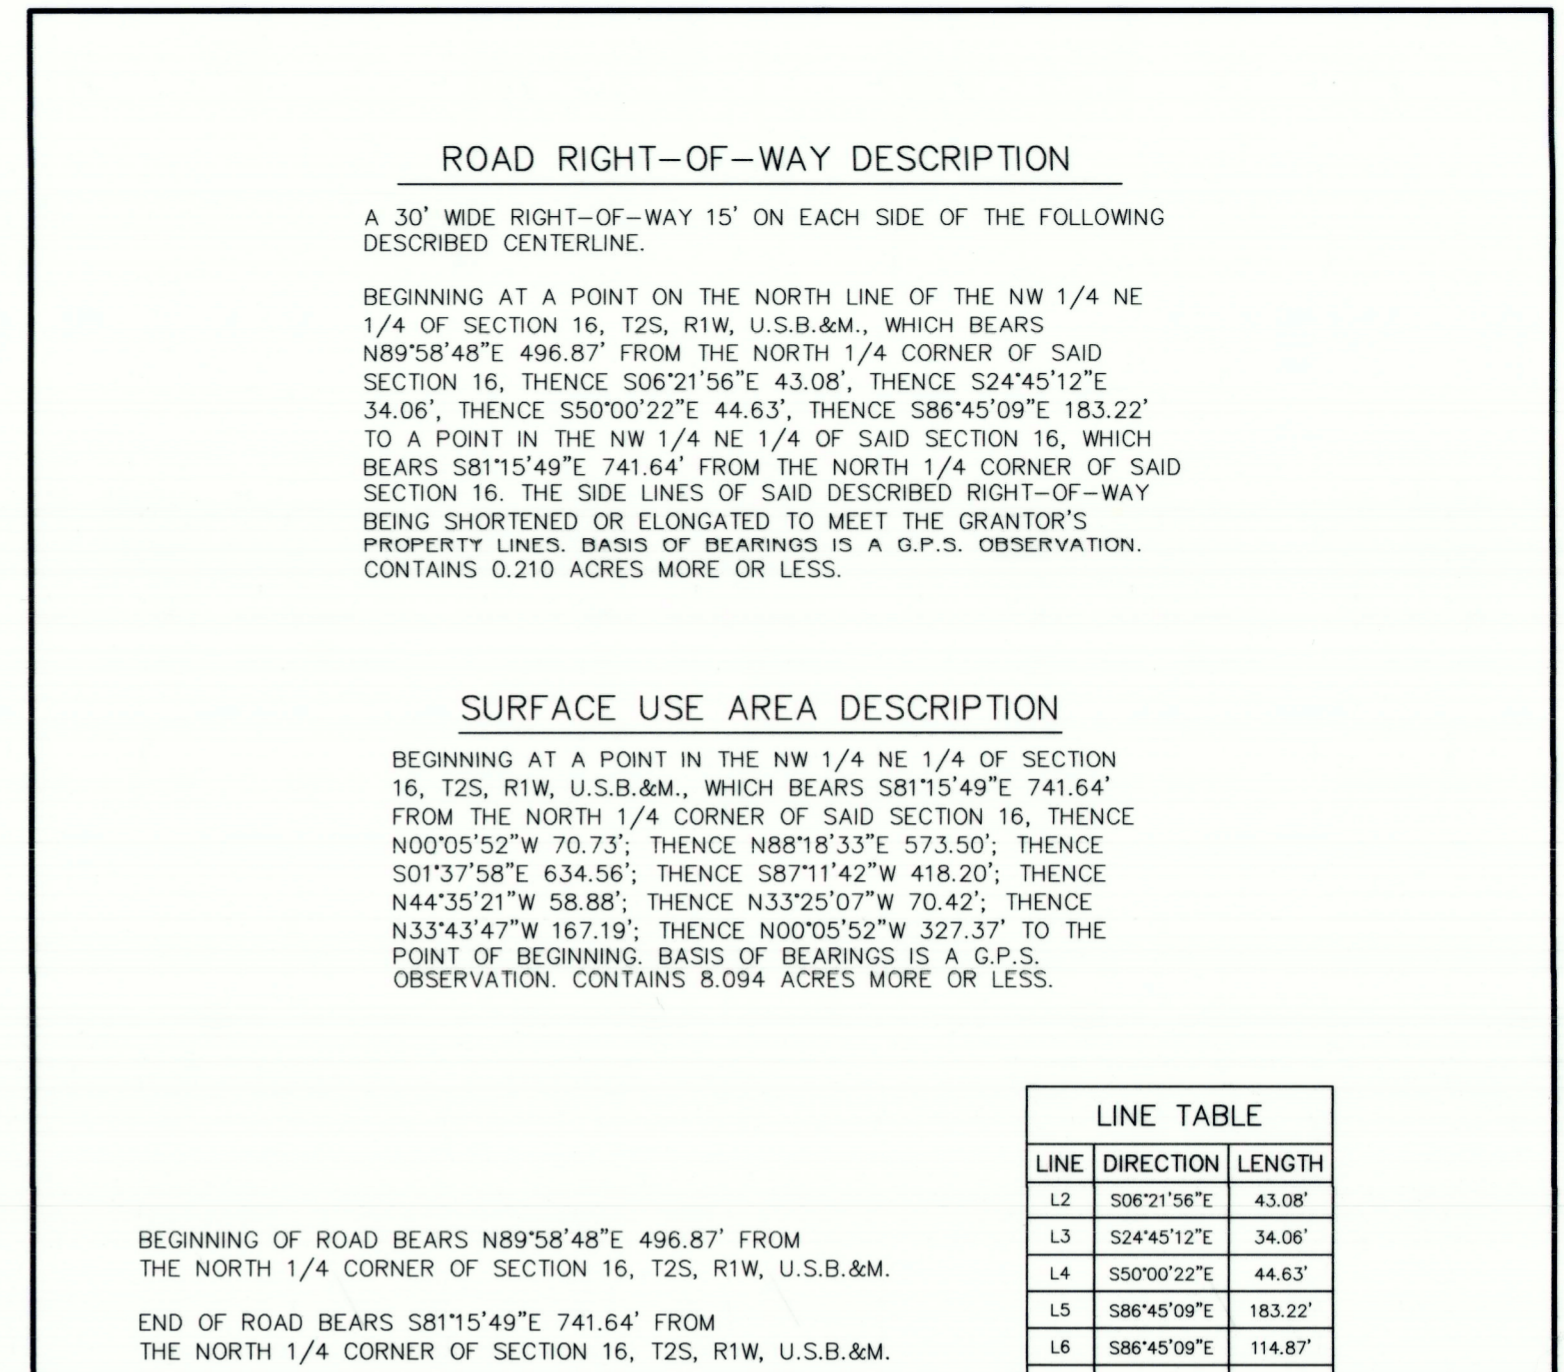 ROAD RIGHT-OF-WAY DESCRIPTION
A 30' WIDE RIGHT-OF-WAY 15' ON EACH SIDE OF THE FOLLOWING
DESCRIBED CENTERLINE.
BEGINNING AT A POINT ON THE NORTH LINE OF THE NW 1/4 NE
1/4 OF SECTION 16, T2S, R1W, U.S.B.&M., WHICH BEARS
N89°58'48"E 496.87' FROM THE NORTH 1/4 CORNER OF SAID
SECTION 16, THENCE S06°21'56"E 43.08', THENCE S24°45'12"E
34.06', THENCE S50°00'22"E 44.63', THENCE S86°45'09"E 183.22'
TO A POINT IN THE NW 1/4 NE 1/4 OF SAID SECTION 16, WHICH
BEARS S81°15'49"E 741.64' FROM THE NORTH 1/4 CORNER OF SAID
SECTION 16. THE SIDE LINES OF SAID DESCRIBED RIGHT-OF-WAY
BEING SHORTENED OR ELONGATED TO MEET THE GRANTOR'S
PROPERTY LINES. BASIS OF BEARINGS IS A G.P.S. OBSERVATION.
CONTAINS 0.210 ACRES MORE OR LESS.
SURFACE USE AREA DESCRIPTION
BEGINNING AT A POINT IN THE NW 1/4 NE 1/4 OF SECTION
16, T2S, R1W, U.S.B.&M., WHICH BEARS S81°15'49"E 741.64'
FROM THE NORTH 1/4 CORNER OF SAID SECTION 16, THENCE
N00°05'52"W 70.73'; THENCE N88°18'33"E 573.50'; THENCE
S01°37'58"E 634.56'; THENCE S87°11'42"W 418.20'; THENCE
N44°35'21"W 58.88'; THENCE N33°25'07"W 70.42'; THENCE
N33°43'47"W 167.19'; THENCE N00°05'52"W 327.37' TO THE
POINT OF BEGINNING. BASIS OF BEARINGS IS A G.P.S.
OBSERVATION. CONTAINS 8.094 ACRES MORE OR LESS.
BEGINNING OF ROAD BEARS N89°58'48"E 496.87' FROM
THE NORTH 1/4 CORNER OF SECTION 16, T2S, R1W, U.S.B.&M.
END OF ROAD BEARS S81°15'49"E 741.64' FROM
THE NORTH 1/4 CORNER OF SECTION 16, T2S, R1W, U.S.B.&M.
LINE TABLE
LINE DIRECTION LENGTH
L2 S06°21'56"E 43.08'
L3 S24°45'12"E 34.06'
L4 S50°00'22"E 44.63'
L5 S86°45'09"E 183.22'
L6 S86°45'09"E 114.87'